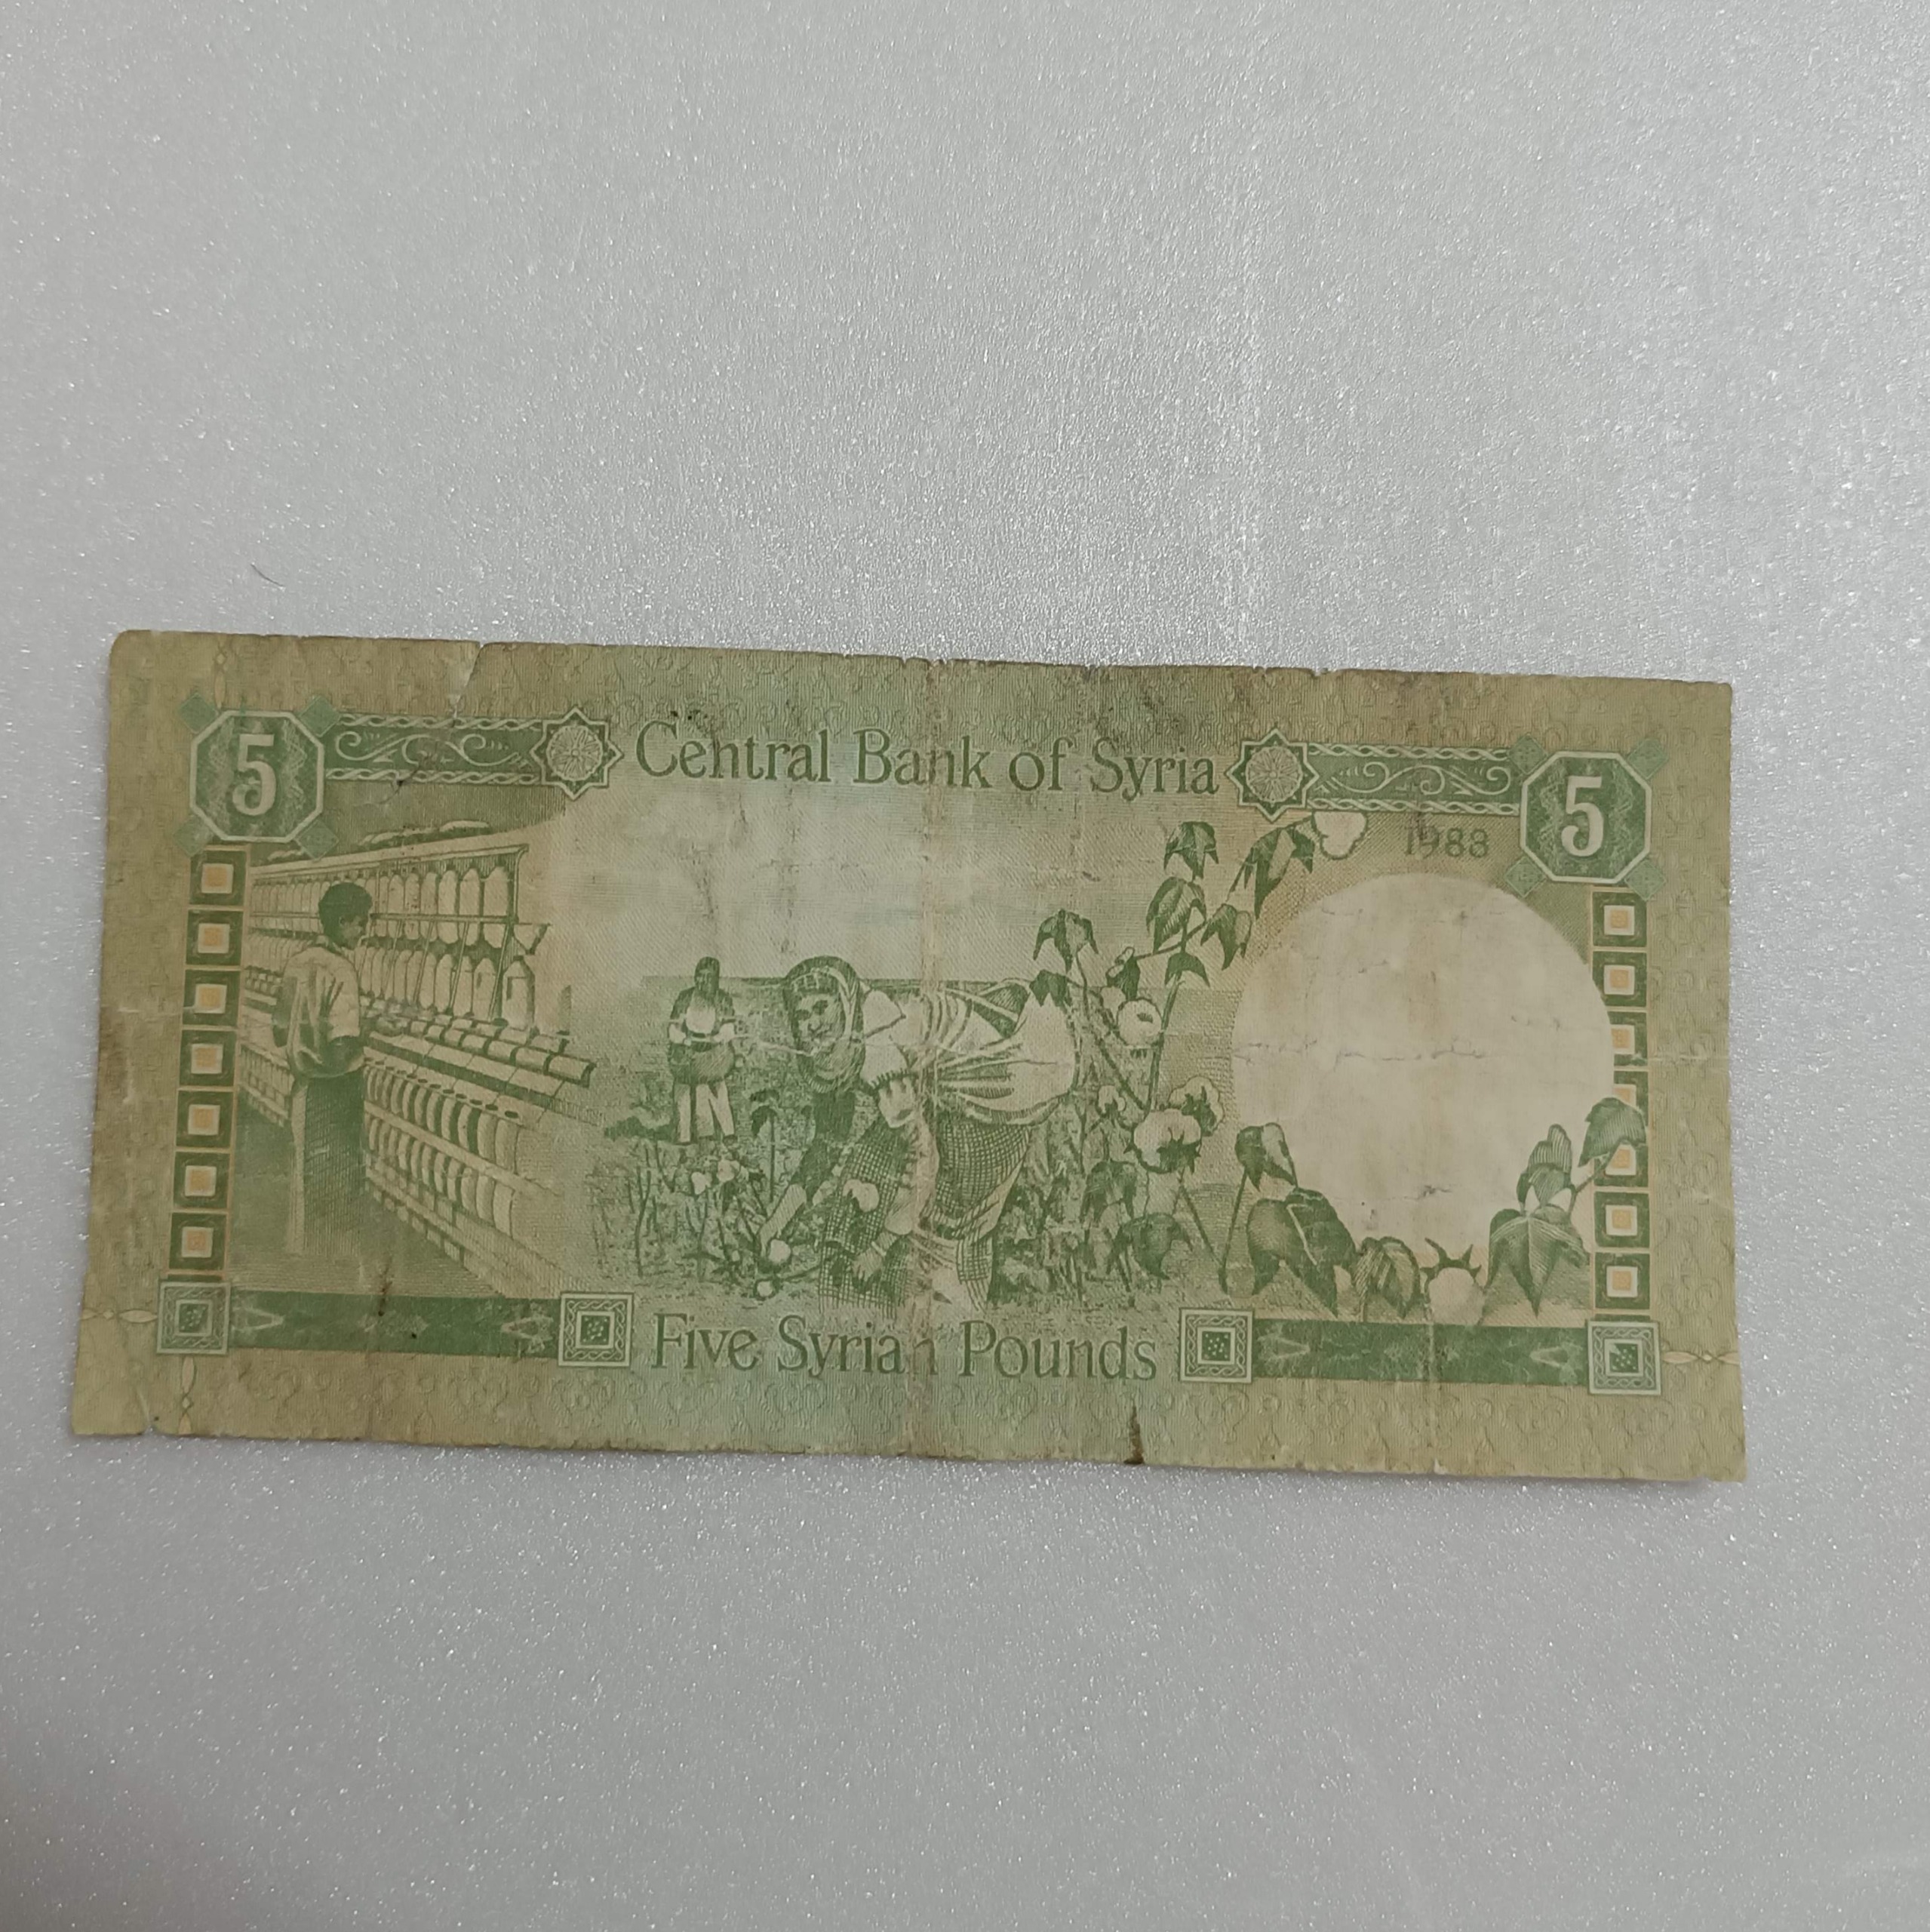 5 Central Bank of Syria 5
1988
Five Syrian Pounds